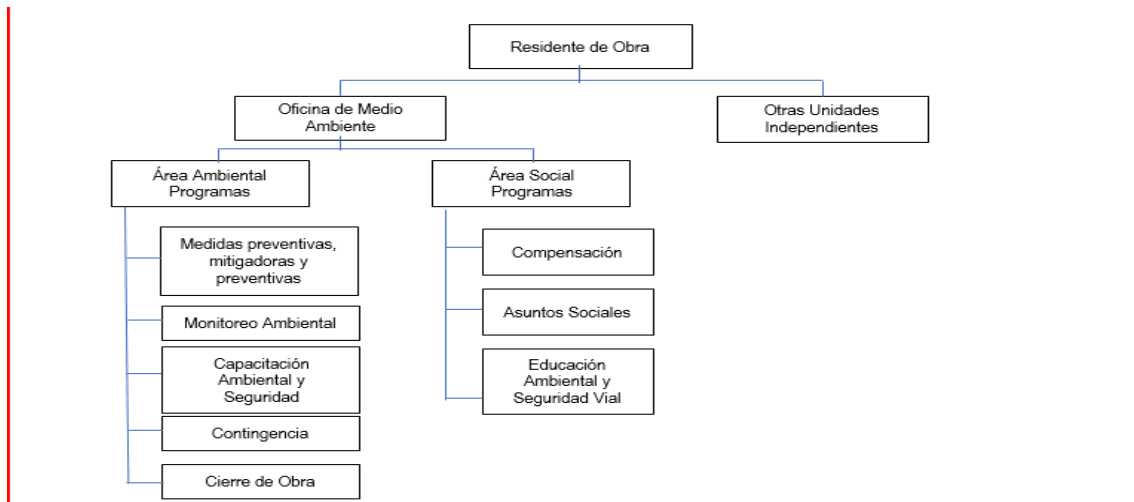 Residente de Obra
Oficina de Medio
Ambiente
Otras Unidades
Independientes
Área Ambiental
Programas
Área Social
Programas
Medidas preventivas,
mitigadoras y
preventivas
Monitoreo Ambiental
Capacitación
Ambiental y
Seguridad
Contingencia
Cierre de Obra
Compensación
Asuntos Sociales
Educación
Ambiental y
Seguridad Vial